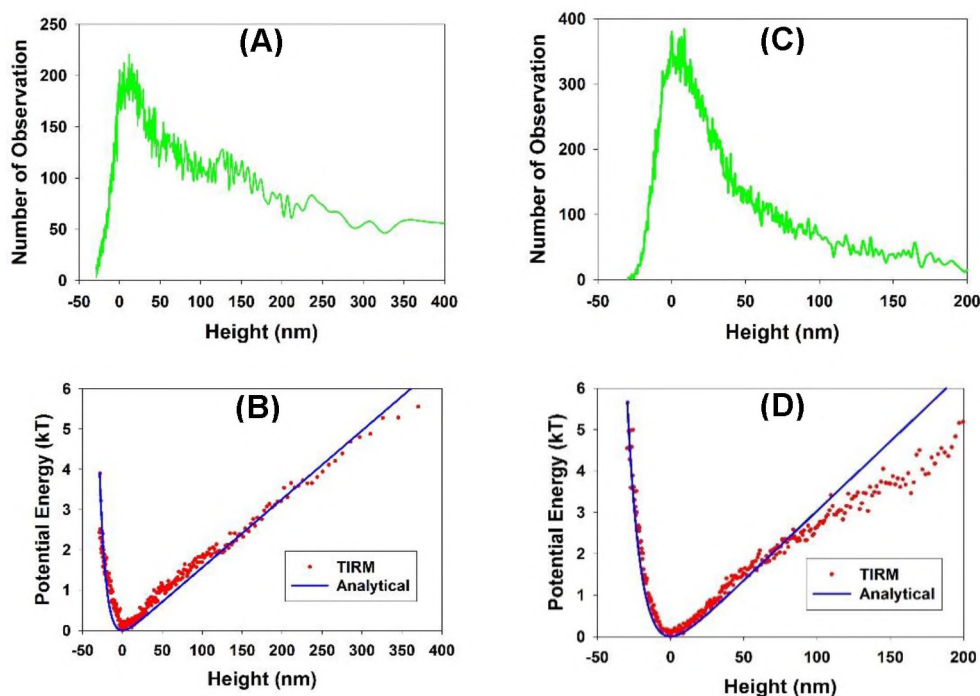 (A)
Number of Observation
250
200
150
100
50
0
-50 0 50 100 150 200 250 300 350 400
Height (nm)
(C)
Number of Observation
400
300
200
100
0
-50 0 50 100 150 200
Height (nm)
(B)
Potential Energy (kT)
6
5
4
3
2
1
0
TIRM
Analytical
-50 0 50 100 150 200 250 300 350 400
Height (nm)
(D)
Potential Energy (kT)
6
5
4
3
2
1
0
TIRM
Analytical
-50 0 50 100 150 200
Height (nm)